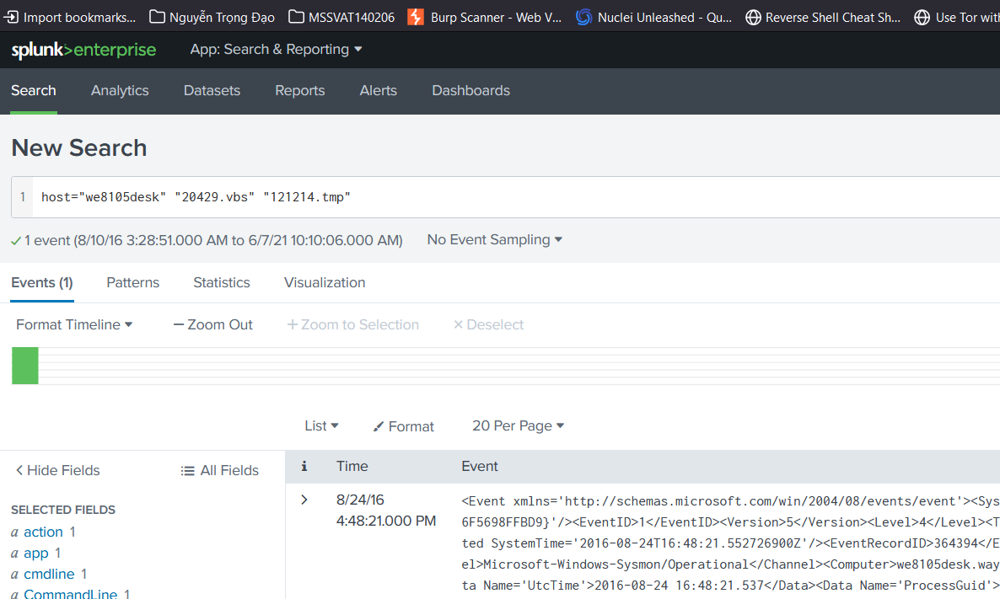 Import bookmarks... Nguyễn Trọng Đao MSSVAT140206 Burp Scanner - Web V... Nuclei Unleashed - Qu... Reverse Shell Cheat Sh... Use Tor with
splunk>enterprise App: Search & Reporting
Search Analytics Datasets Reports Alerts Dashboards
New Search
1 host="we8105desk" "20429.vbs" "121214.tmp"
1 event (8/10/16 3:28:51.000 AM to 6/7/21 10:10:06.000 AM) No Event Sampling
Events (1) Patterns Statistics Visualization
Format Timeline — Zoom Out + Zoom to Selection × Deselect
List Format 20 Per Page
< Hide Fields All Fields i Time Event
SELECTED FIELDS
a action 1
a app 1
a cmdline 1
a CommandLine 1
> 8/24/16
4:48:21.000 PM
<Event xmlns='http://schemas.microsoft.com/win/2004/08/events/event'><Sys
6F5698FFBD9}'/><EventID>1</EventID><Version>5</Version><Level>4</Level><T
ted SystemTime='2016-08-24T16:48:21.552726900Z'/><EventRecordID>364394</E
el>Microsoft-Windows-Sysmon/Operational</Channel><Computer>we8105desk.way
ta Name='UtcTime'>2016-08-24 16:48:21.537</Data><Data Name='ProcessGuid'>